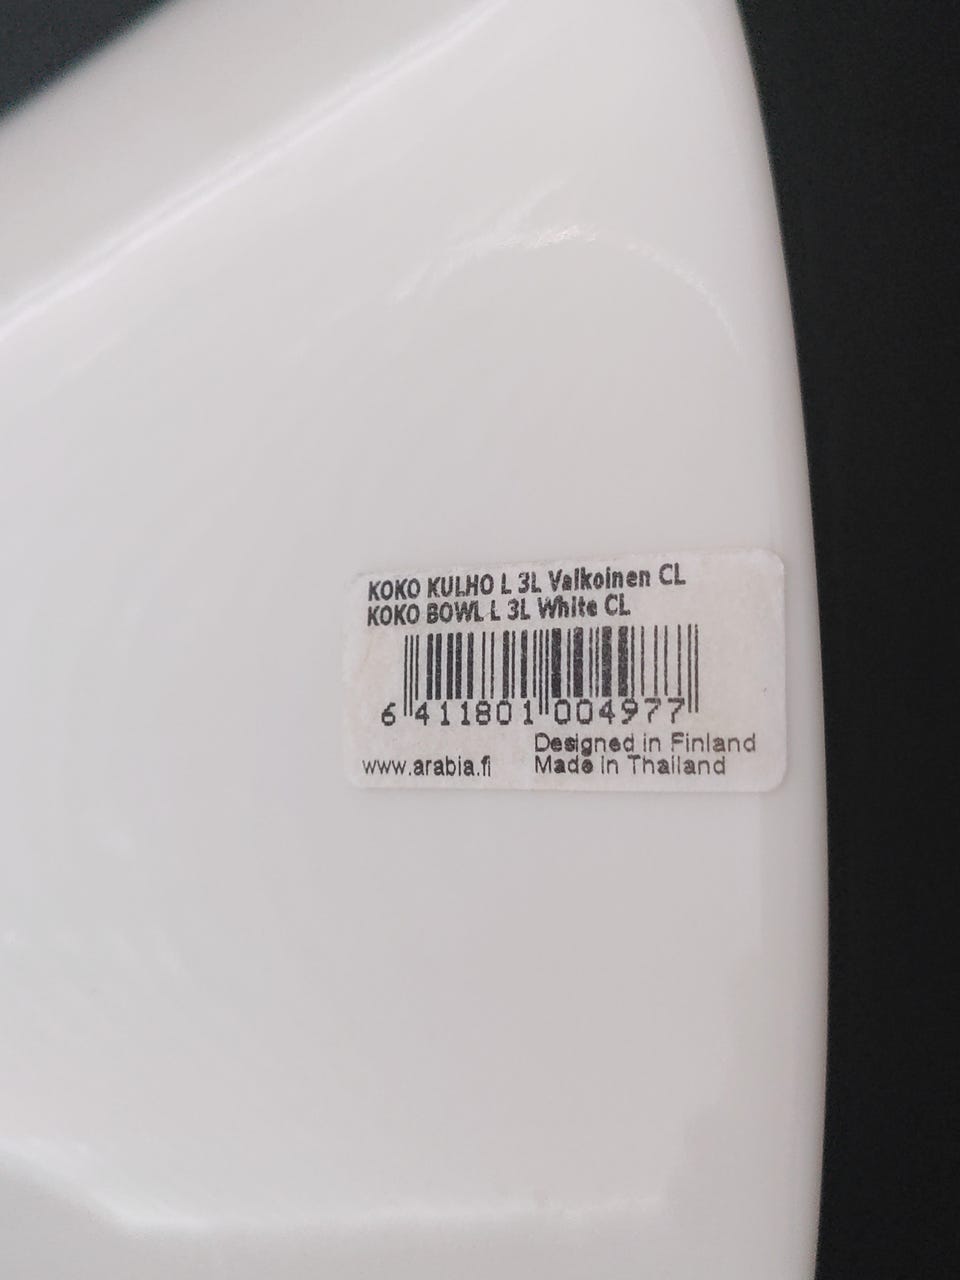 KOKO KULHO L 3L Valkoinen CL
KOKO BOWL L 3L White CL
6 411801 004977
Designed in Finland
www.arabia.fi Made in Thailand